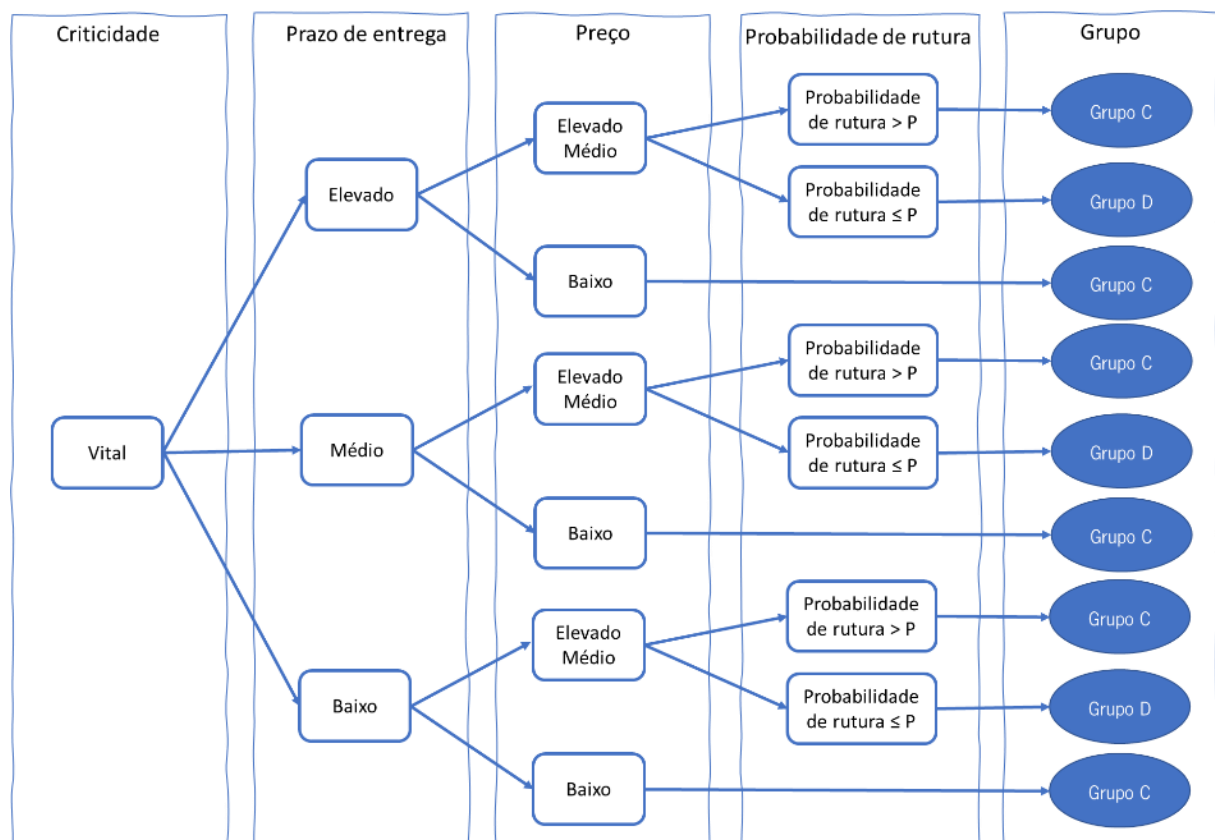 Criticidade
Prazo de entrega
Preço
Probabilidade de rutura
Grupo
Vital
Elevado
Elevado
Médio
Probabilidade
de rutura > P
Grupo C
Probabilidade
de rutura ≤ P
Grupo D
Baixo
Grupo C
Médio
Elevado
Médio
Probabilidade
de rutura > P
Grupo C
Probabilidade
de rutura ≤ P
Grupo D
Baixo
Grupo C
Baixo
Elevado
Médio
Probabilidade
de rutura > P
Grupo C
Probabilidade
de rutura ≤ P
Grupo D
Baixo
Grupo C